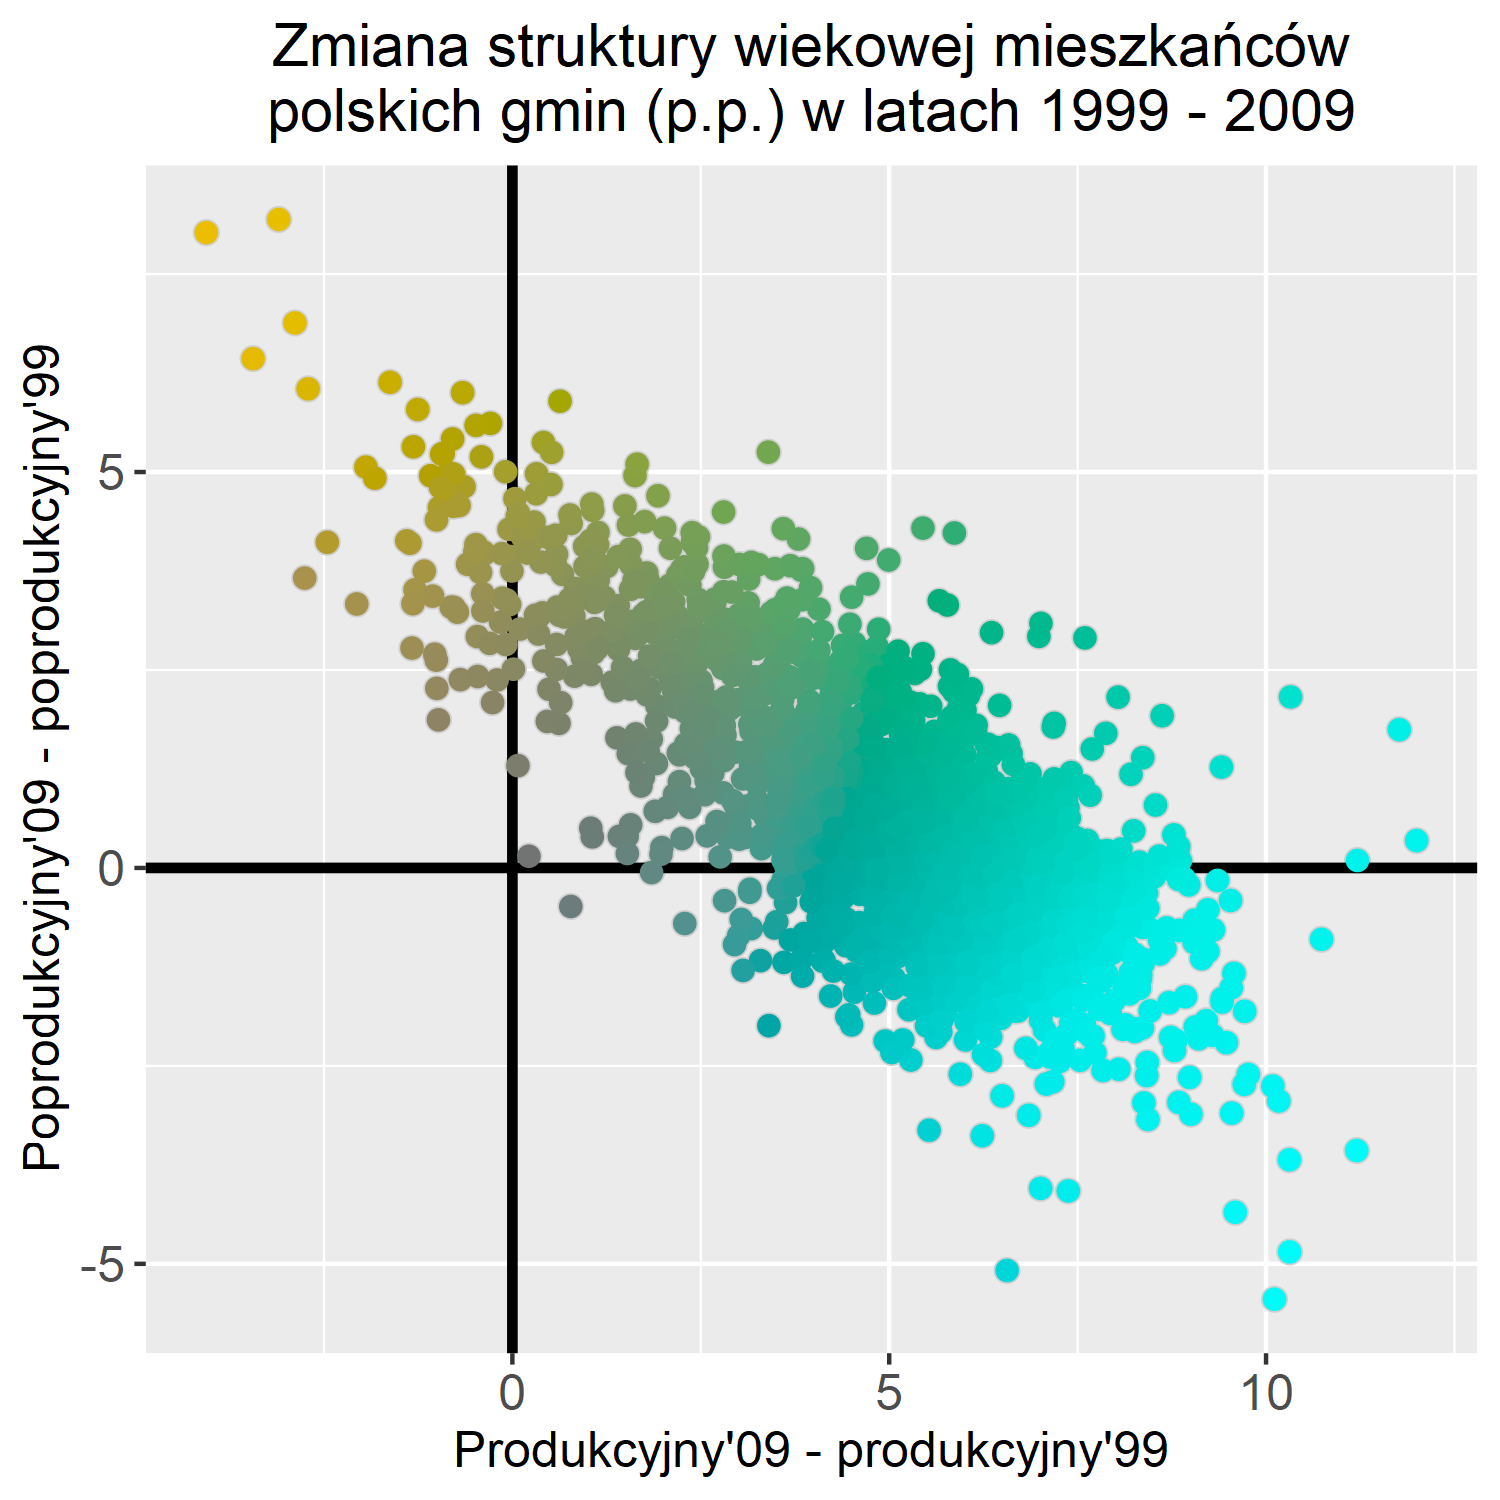 Zmiana struktury wiekowej mieszkańców
polskich gmin (p.p.) w latach 1999 - 2009
Poprodukcyjny'09 - poprodukcyjny'99
5
0
-5
0
5
10
Produkcyjny'09 - produkcyjny'99